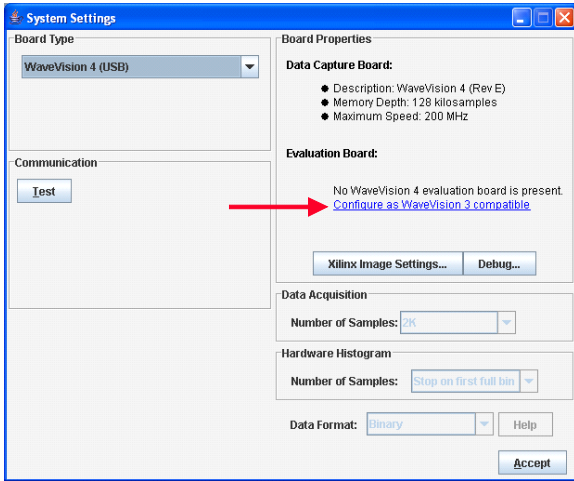 System Settings
Board Type
WaveVision 4 (USB)
Communication
Test
Board Properties
Data Capture Board:
● Description: WaveVision 4 (Rev E)
● Memory Depth: 128 kilosamples
● Maximum Speed: 200 MHz
Evaluation Board:
No WaveVision 4 evaluation board is present.
Configure as WaveVision 3 compatible
Xilinx Image Settings... Debug...
Data Acquisition
Number of Samples: 2K
Hardware Histogram
Number of Samples: Stop on first full bin
Data Format: Binary Help
Accept